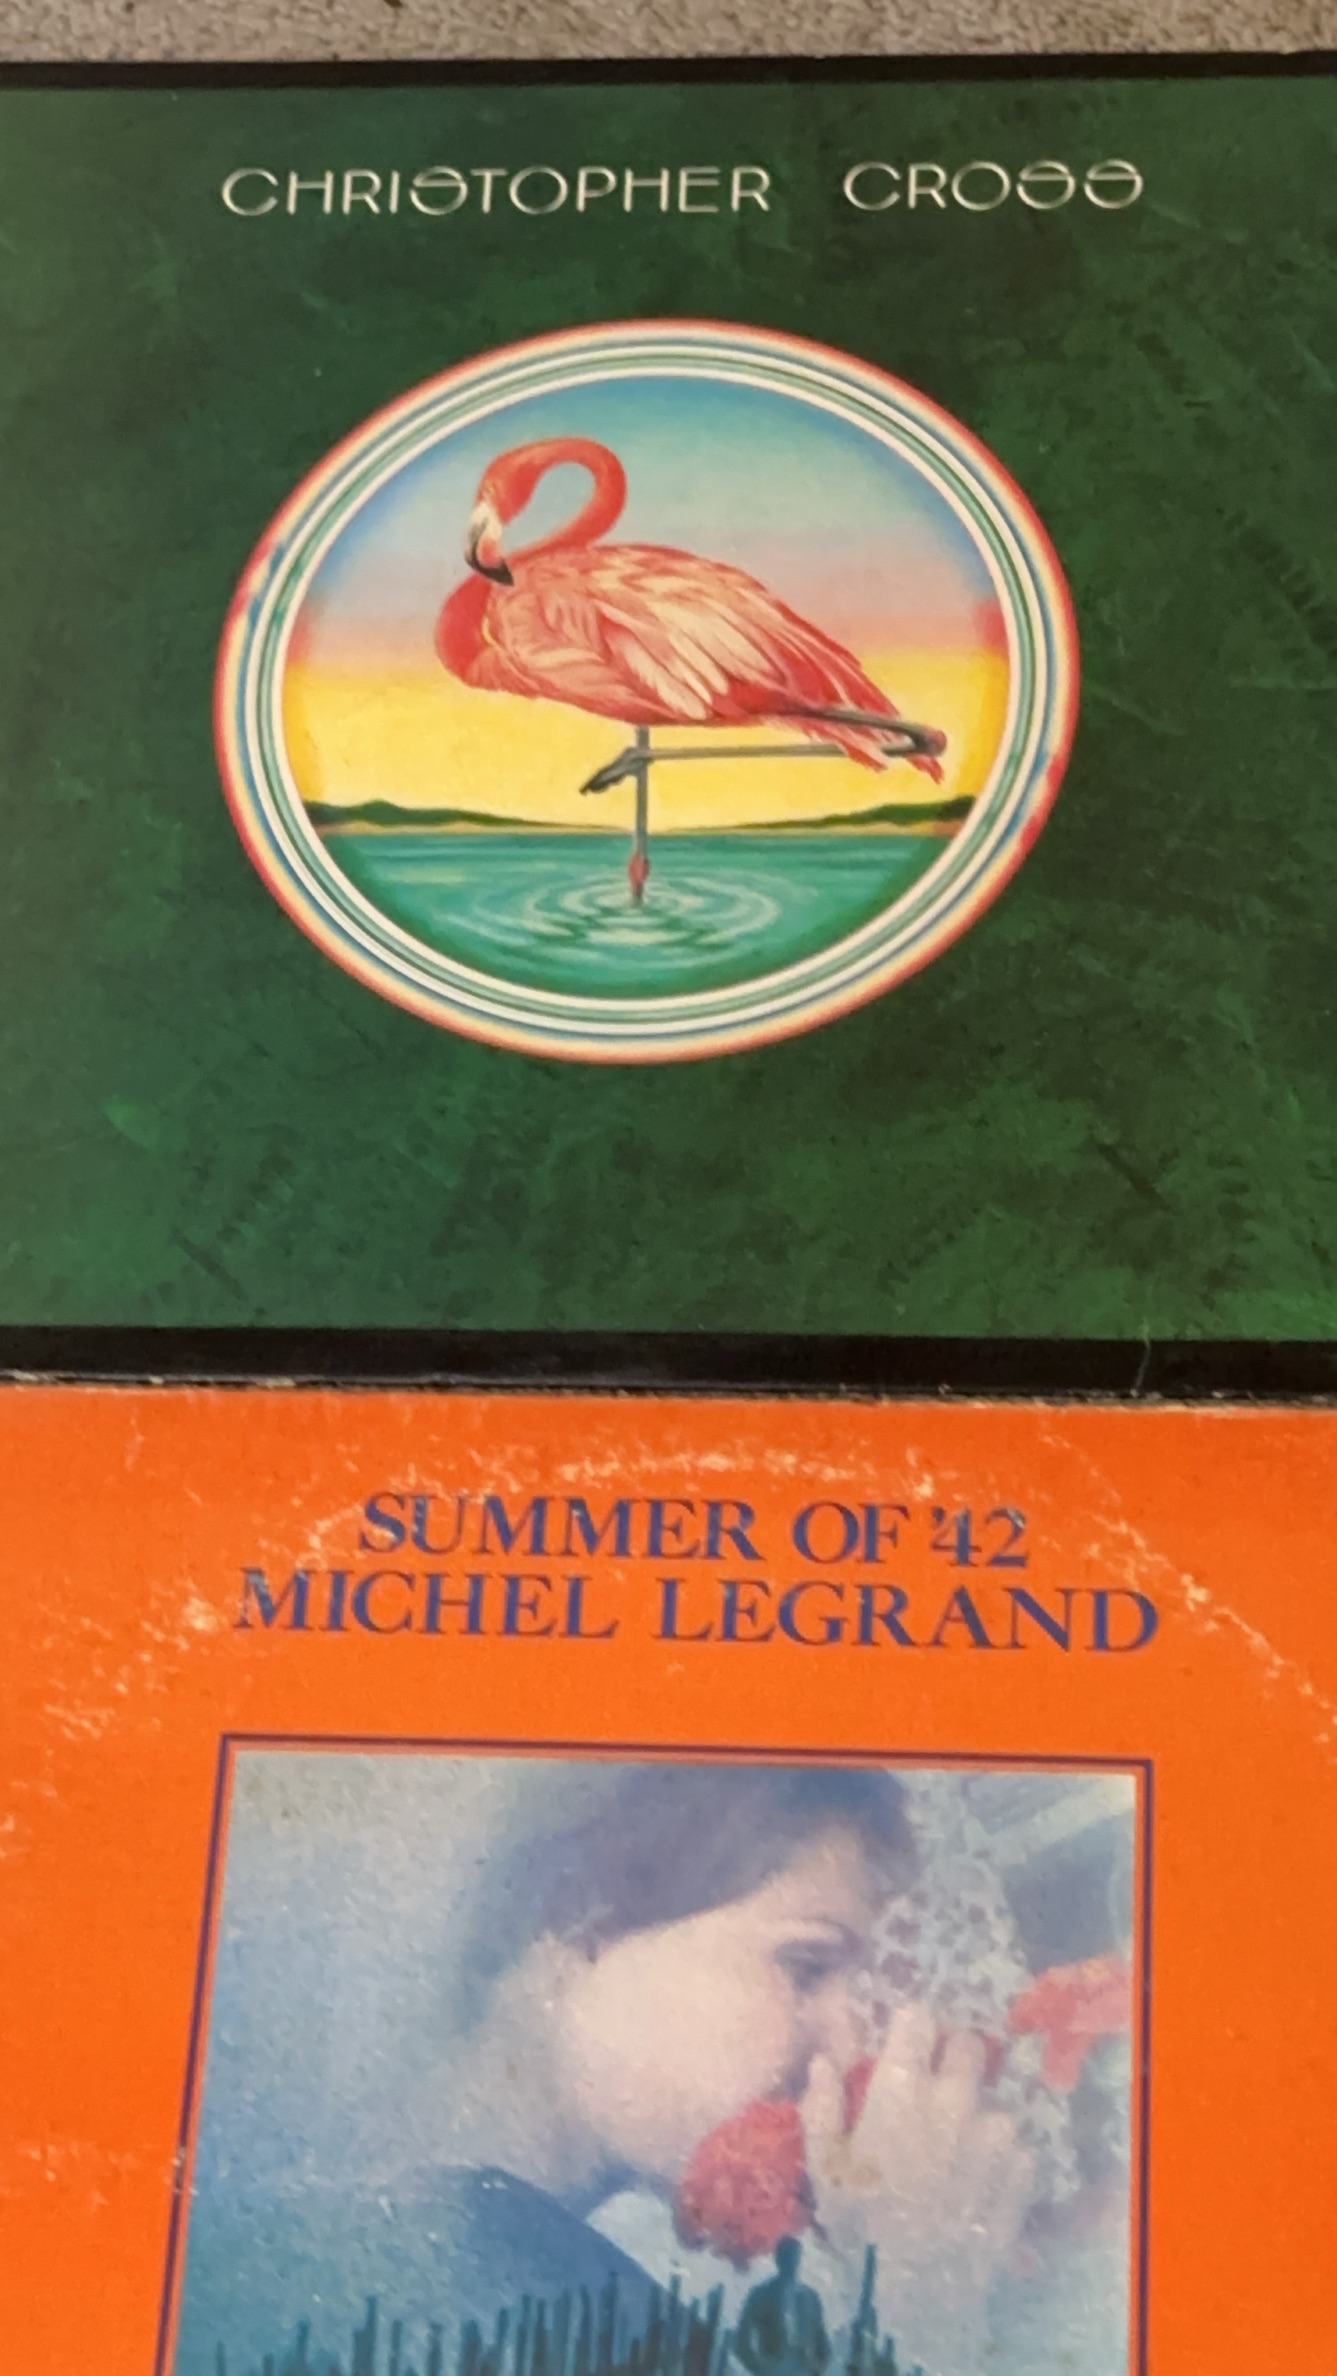 CHRISTOPHER CROSS
SUMMER OF '42
MICHEL LEGRAND